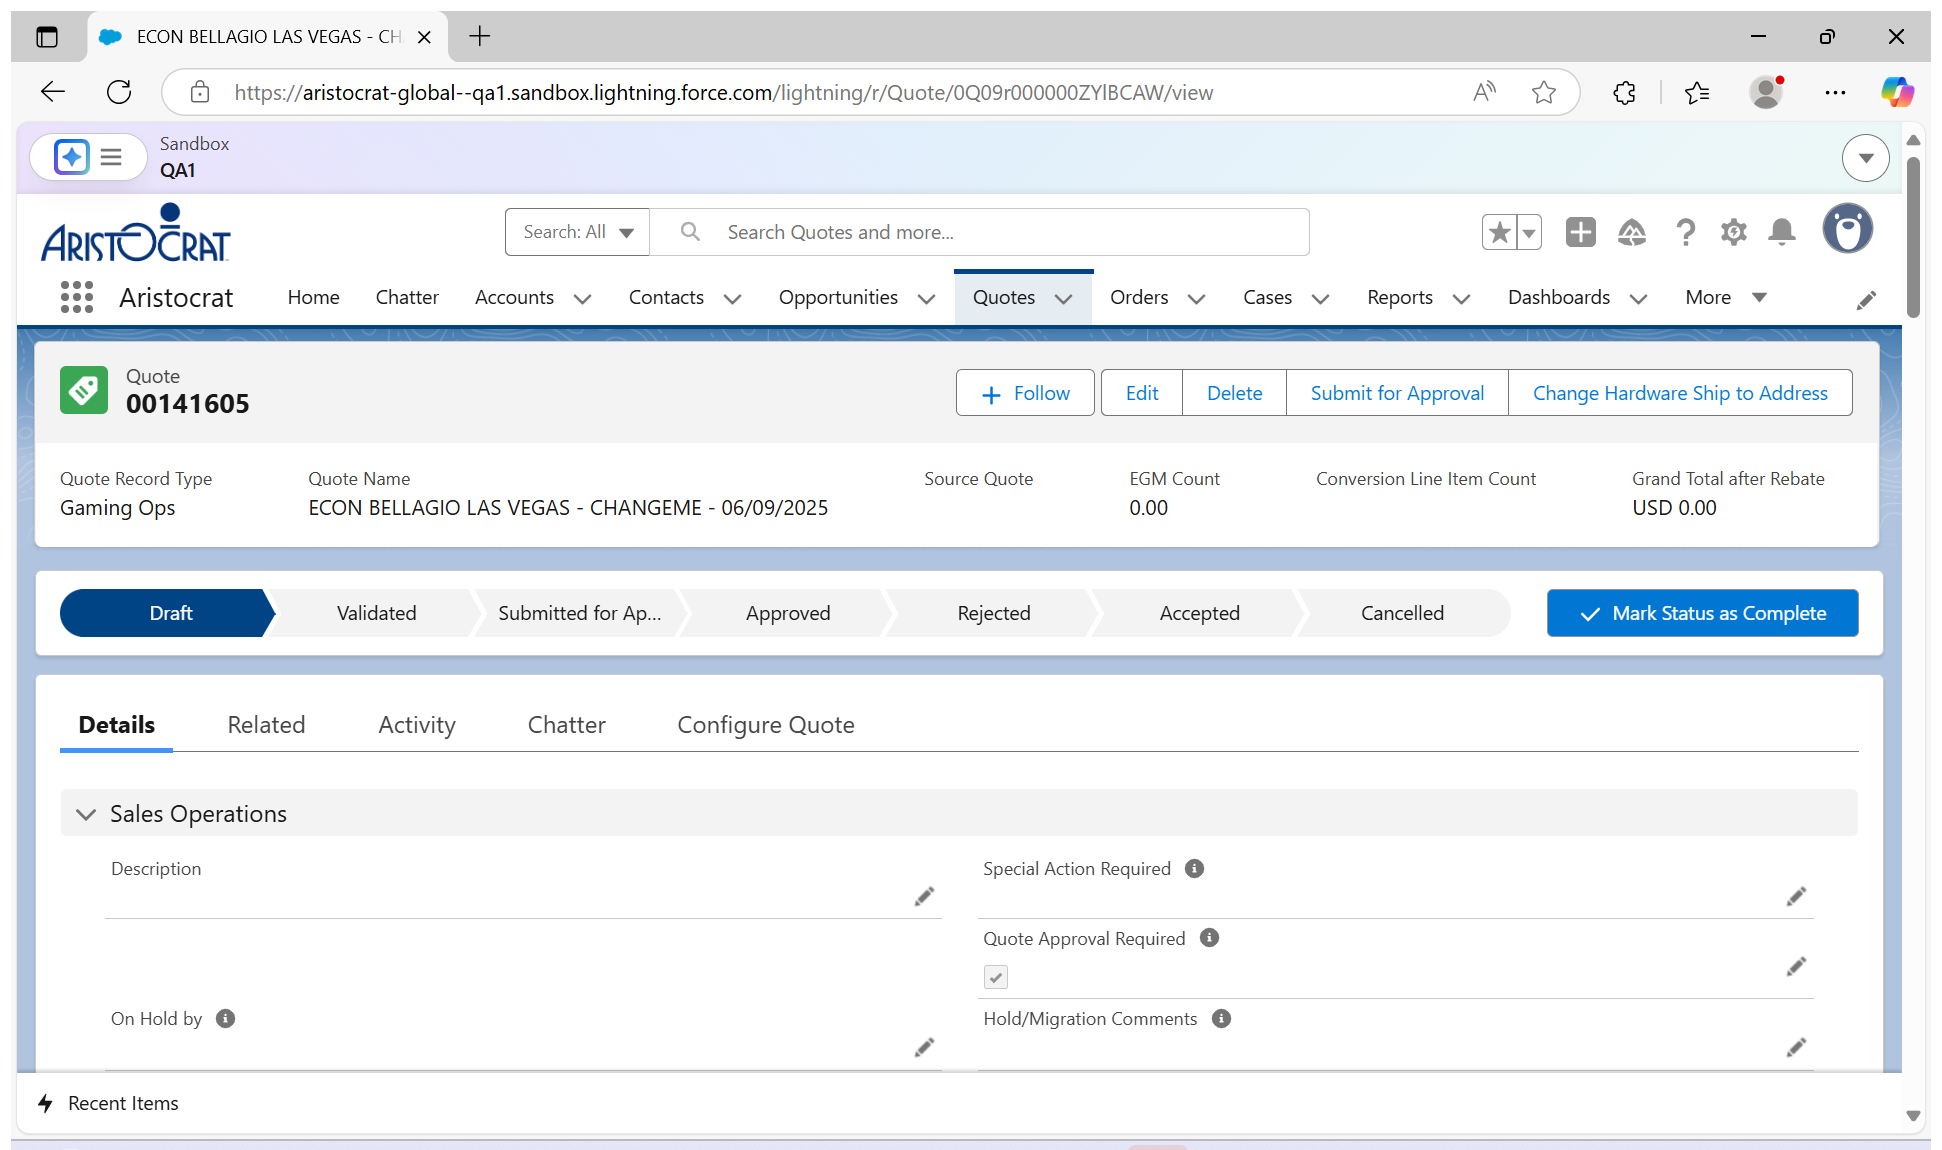 ECON BELLAGIO LAS VEGAS - CH
https://aristocrat-global--qa1.sandbox.lightning.force.com/lightning/r/Quote/0Q09r000000ZYlBCAW/view
Sandbox
QA1
ARISTOCRAT
Search: All
Search Quotes and more...
Aristocrat
Home
Chatter
Accounts
Contacts
Opportunities
Quotes
Orders
Cases
Reports
Dashboards
More
Quote
00141605
Follow
Edit
Delete
Submit for Approval
Change Hardware Ship to Address
Quote Record Type
Gaming Ops
Quote Name
ECON BELLAGIO LAS VEGAS - CHANGEME - 06/09/2025
Source Quote
EGM Count
0.00
Conversion Line Item Count
Grand Total after Rebate
USD 0.00
Draft
Validated
Submitted for Ap...
Approved
Rejected
Accepted
Cancelled
Mark Status as Complete
Details
Related
Activity
Chatter
Configure Quote
Sales Operations
Description
Special Action Required
Quote Approval Required
On Hold by
Hold/Migration Comments
Recent Items